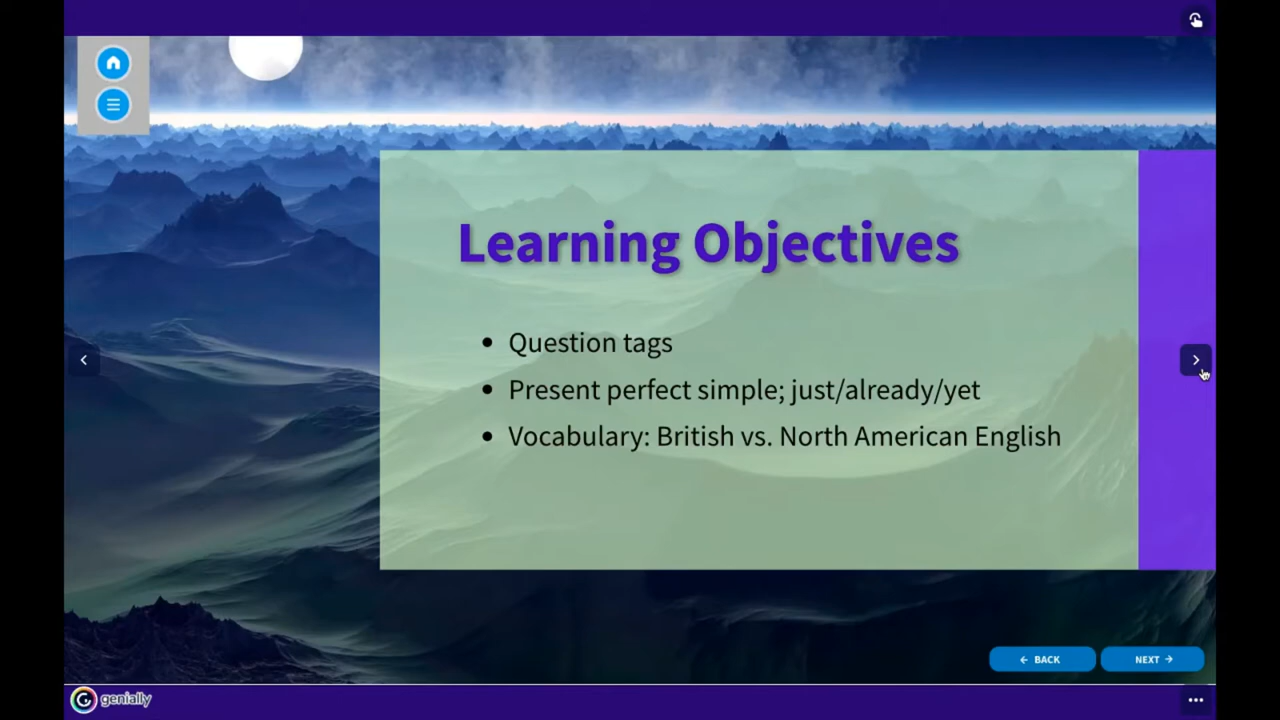 Learning Objectives
• Question tags
• Present perfect simple; just/already/yet
• Vocabulary: British vs. North American English
← BACK
NEXT →
genially